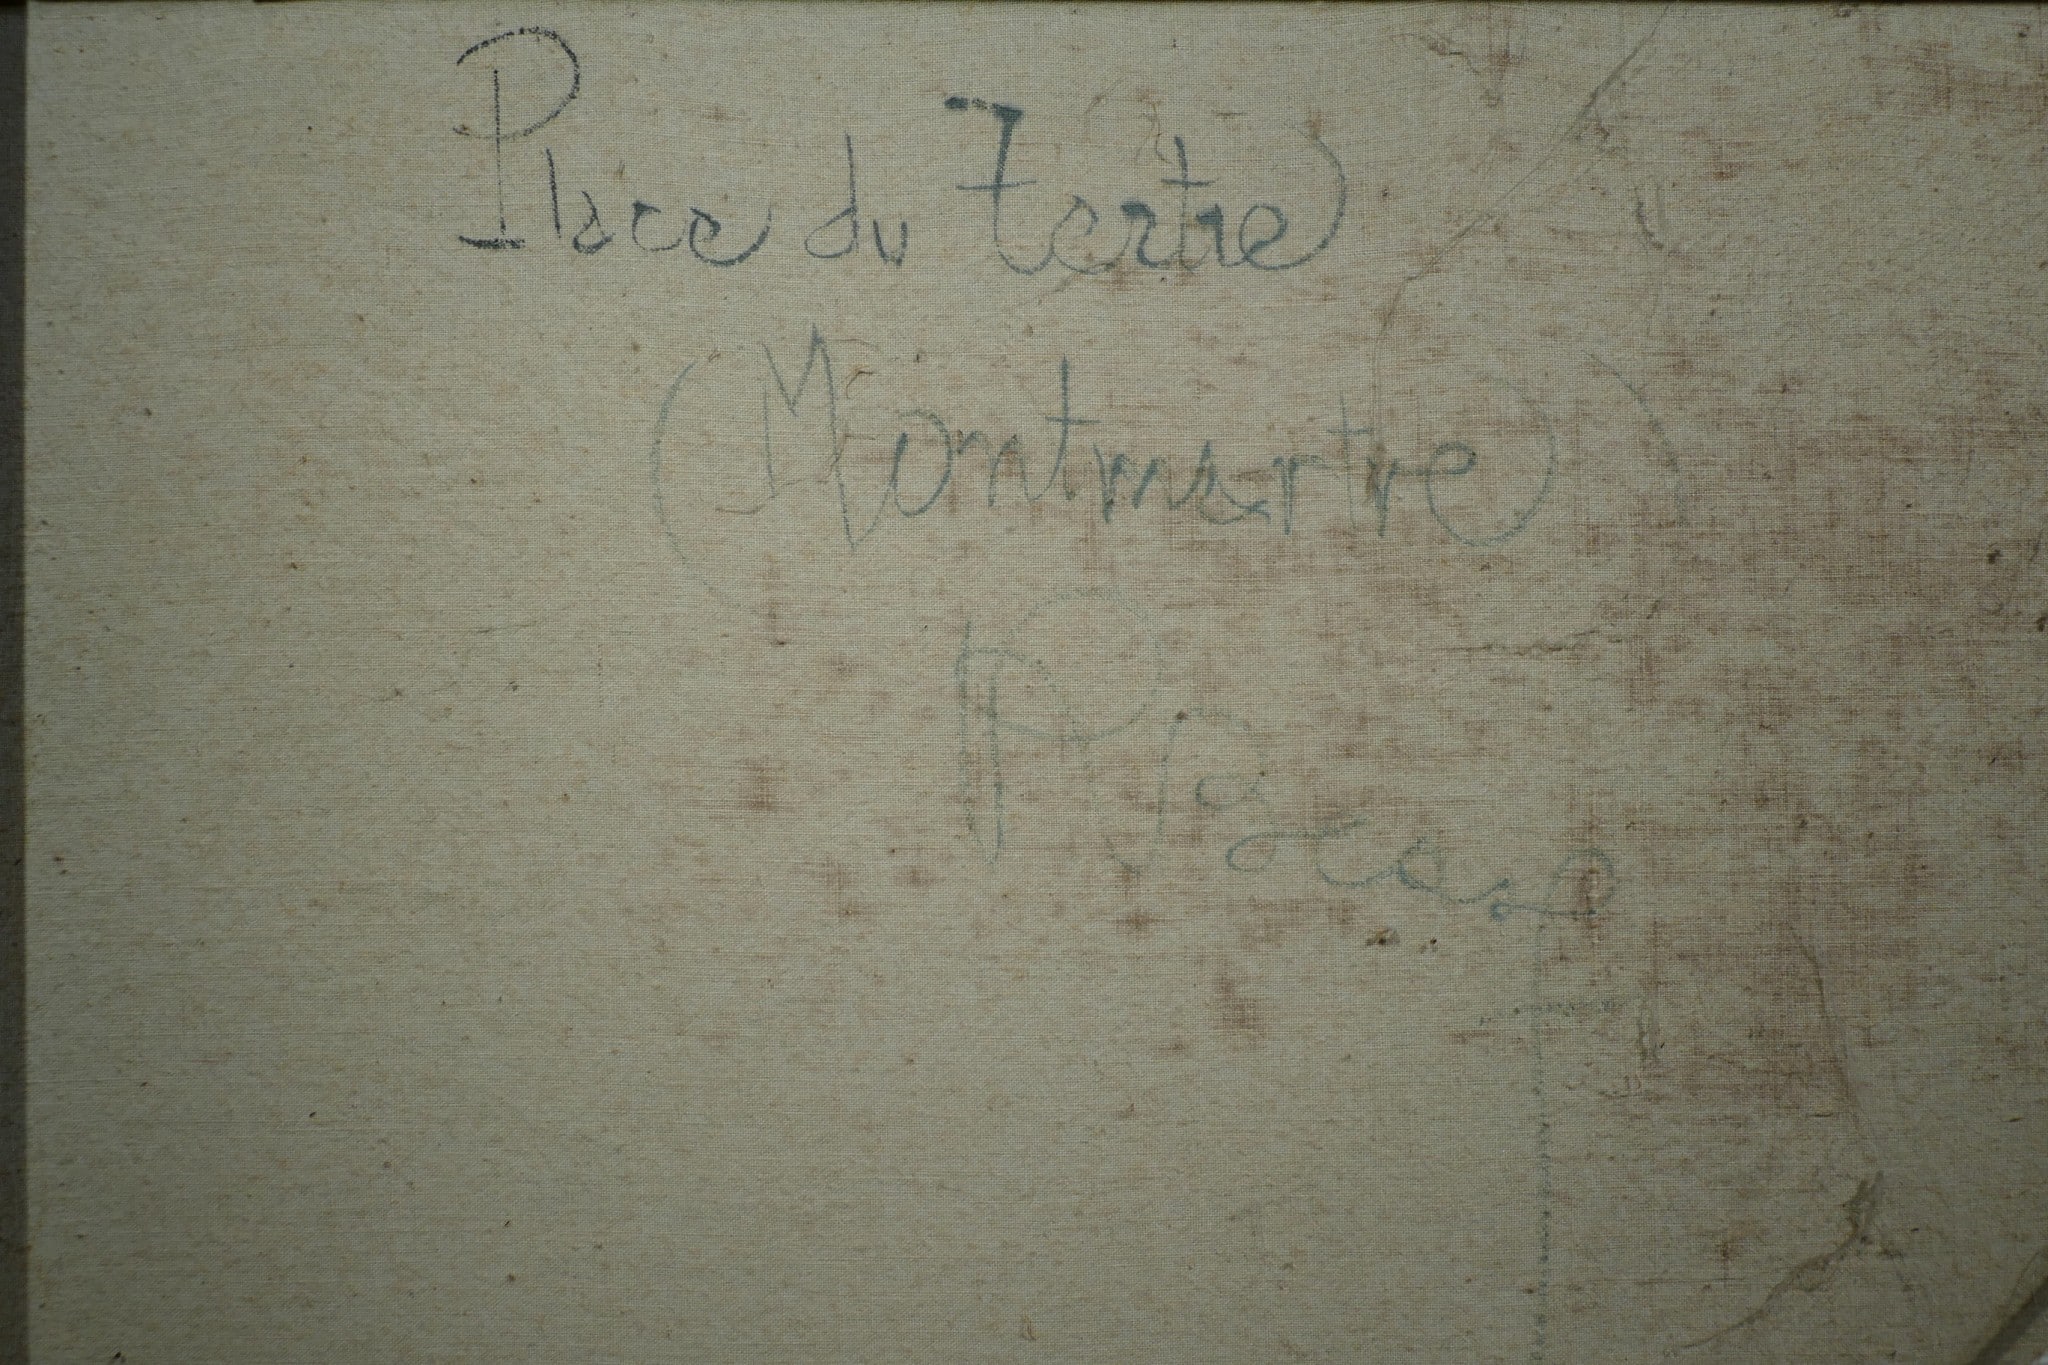 Place du Tertre
(Montmartre)